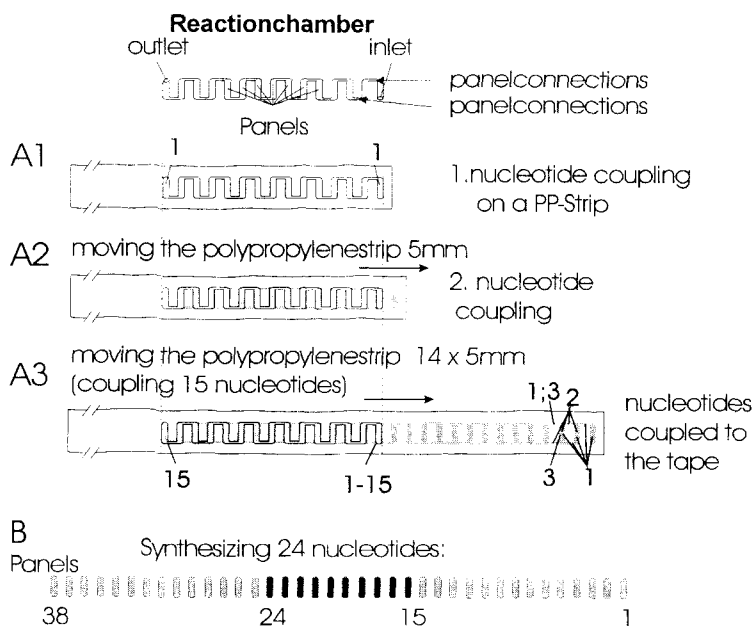 Reactionchamber
outlet
inlet
panelconnections
panelconnections
Panels
A1
1
1
1.nucleotide coupling
on a PP-Strip
A2
moving the polypropylenestrip 5mm
2. nucleotide
coupling
A3
moving the polypropylenestrip 14 x 5mm
(coupling 15 nucleotides)
1;3
2
nucleotides
coupled to
the tape
15
1-15
3
1
B
Panels
Synthesizing 24 nucleotides:
38
24
15
1